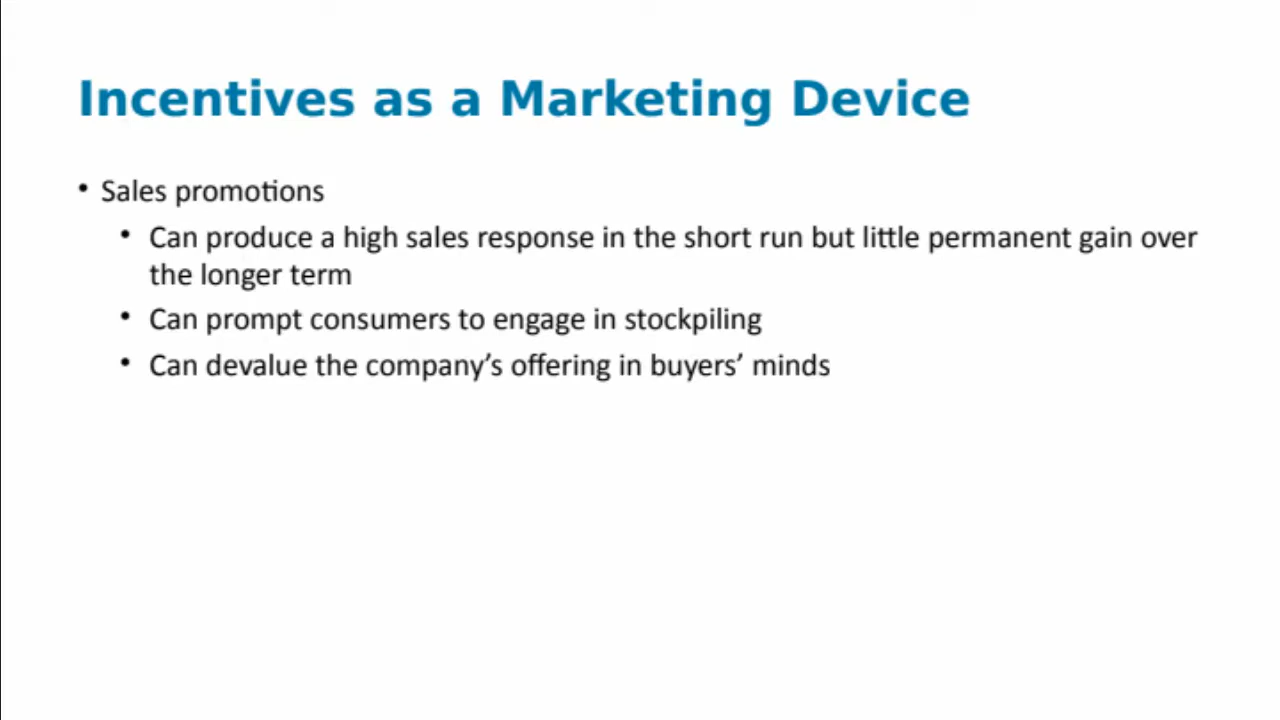 Incentives as a Marketing Device
• Sales promotions
• Can produce a high sales response in the short run but little permanent gain over
the longer term
• Can prompt consumers to engage in stockpiling
• Can devalue the company’s offering in buyers’ minds